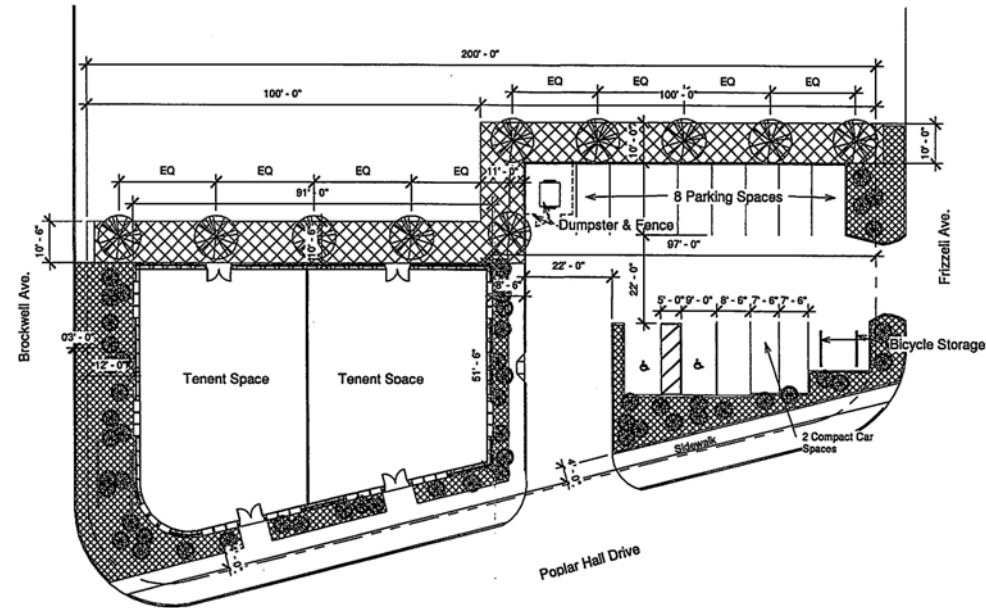 200' - 0"
EQ EQ EQ EQ
100' - 0" 100' - 0"
10' - 0" 10' - 0"
EQ EQ EQ EQ 11' - 0"
91' - 0"
8 Parking Spaces
Dumpster & Fence
10' - 6" 10' - 6"
97' - 0"
22' - 0"
8' - 6"
22' - 0"
5' - 0" 9' - 0" 8' - 6" 7' - 6" 7' - 6"
Brockwell Ave.
Frizzell Ave.
Bicycle Storage
12' - 0"
51' - 6"
Tenent Space Tenent Space
2 Compact Car
Spaces
Sidewalk
Poplar Hall Drive